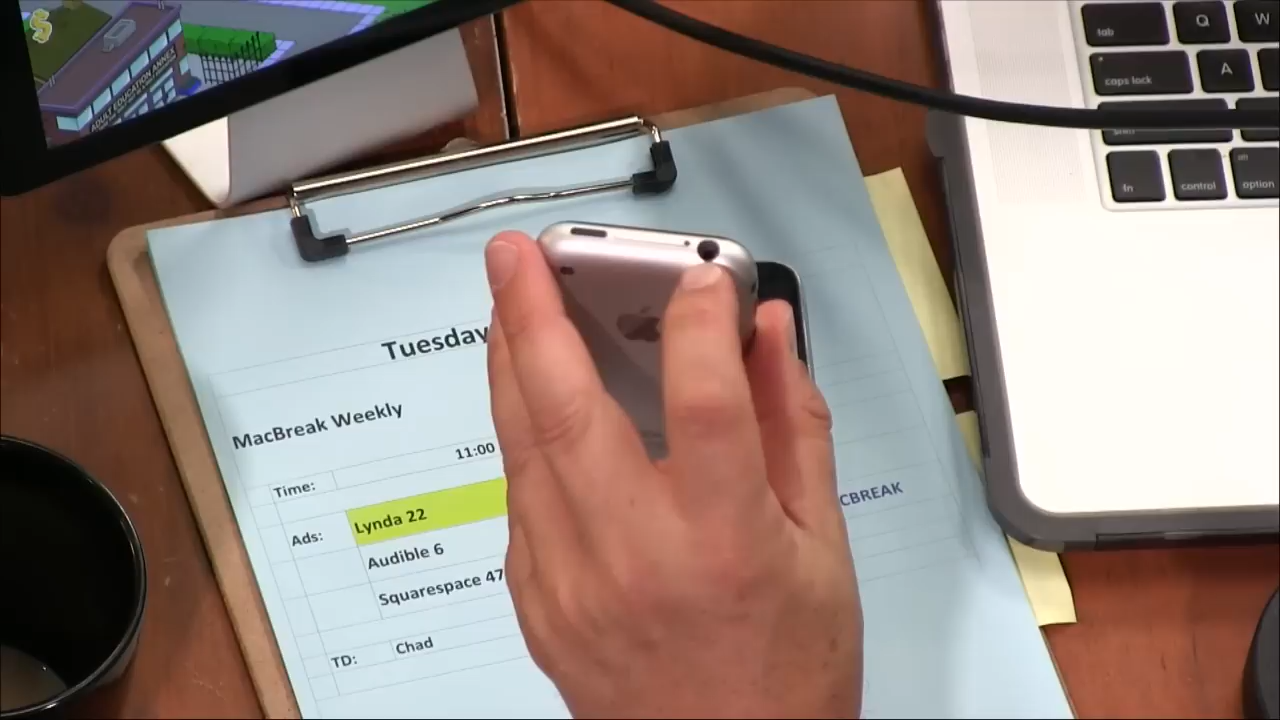 $
ADULT EDUCATION ANNEX
tab
Q
W
caps lock
A
fn
control
alt
option
Tuesday
MacBreak Weekly
11:00
Time:
Ads:
Lynda 22
CBREAK
Audible 6
Squarespace 47
TD:
Chad